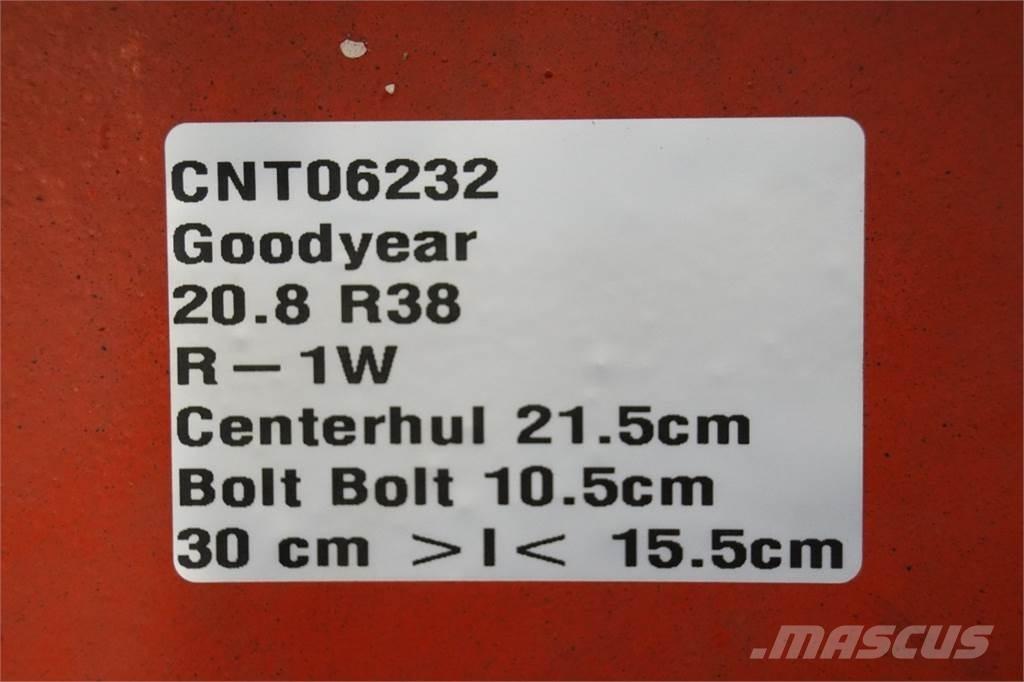 CNT06232
Goodyear
20.8 R38
R – 1W
Centerhul 21.5cm
Bolt Bolt 10.5cm
30 cm >I< 15.5cm
.MASCUS